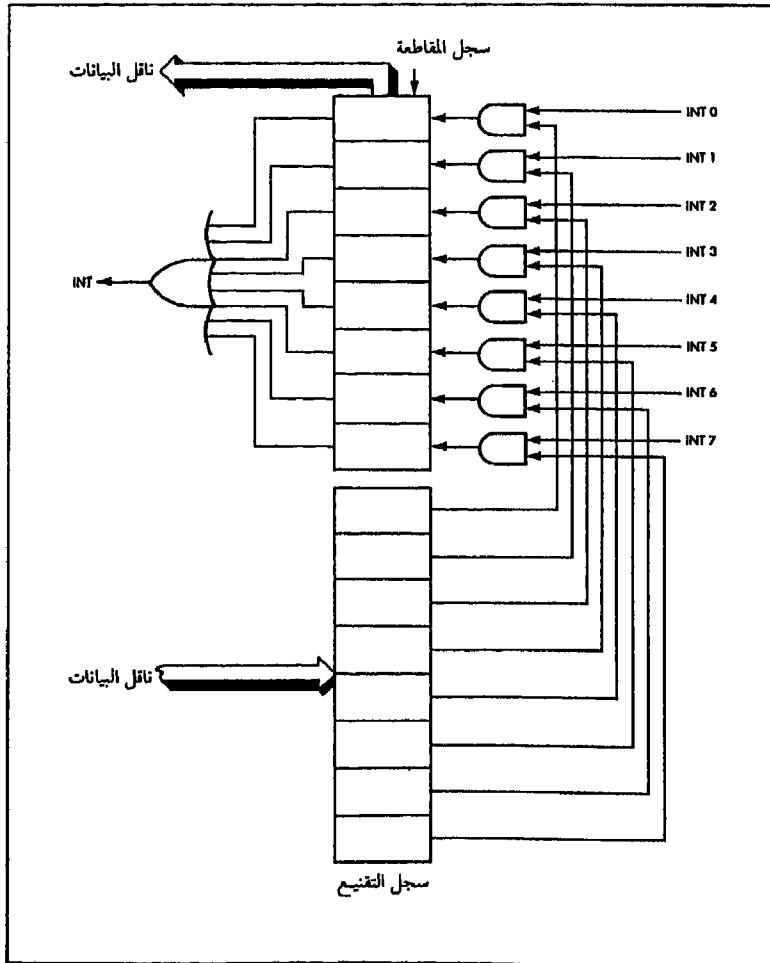 سجل المقاطعة
ناقل البيانات
INT 0
INT 1
INT 2
INT 3
INT
INT 4
INT 5
INT 6
INT 7
ناقل البيانات
سجل التقنيع